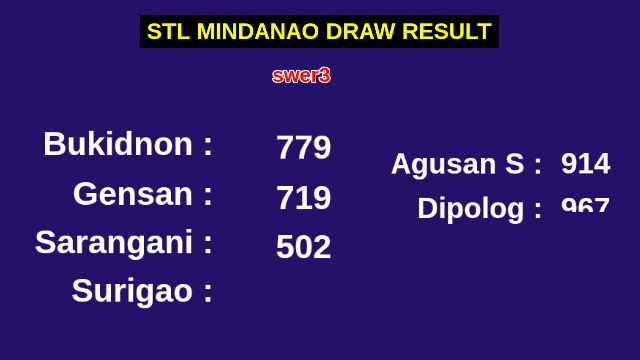 STL MINDANAO DRAW RESULT
swer3
Bukidnon : 779
Gensan : 719
Sarangani : 502
Surigao :
Agusan S : 914
Dipolog :